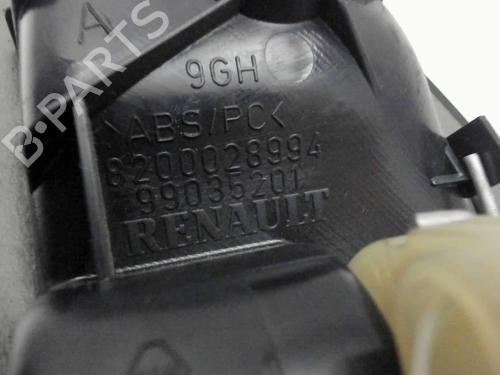 A
9GH
>ABS/PC<
8200028994
99035201
RENAULT
B-PARTS